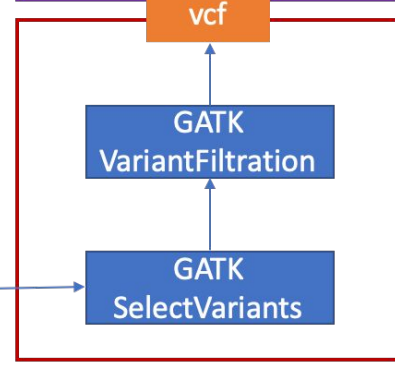 vcf
GATK
VariantFiltration
GATK
SelectVariants